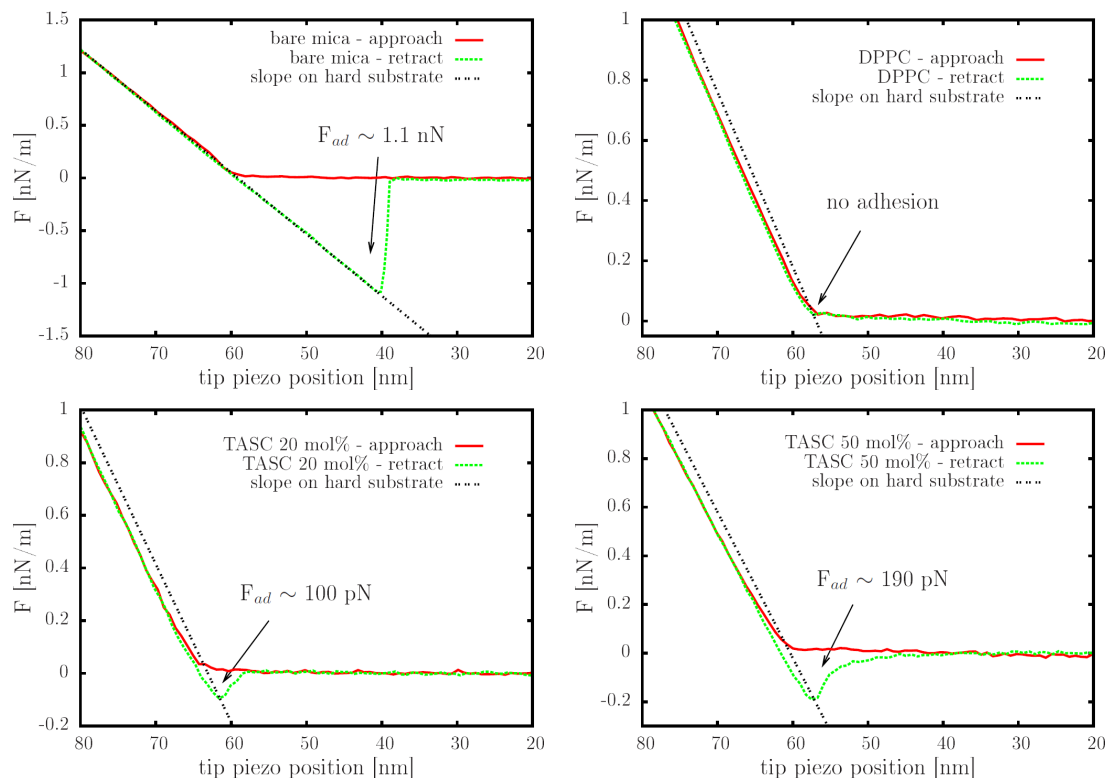 bare mica - approach
bare mica - retract
slope on hard substrate
F_ad ∼ 1.1 nN
F [nN/m]
1.5
1
0.5
0
-0.5
-1
-1.5
80 70 60 50 40 30 20
tip piezo position [nm]
DPPC - approach
DPPC - retract
slope on hard substrate
no adhesion
F [nN/m]
1
0.8
0.6
0.4
0.2
0
80 70 60 50 40 30 20
tip piezo position [nm]
TASC 20 mol% - approach
TASC 20 mol% - retract
slope on hard substrate
F_ad ∼ 100 pN
F [nN/m]
1
0.8
0.6
0.4
0.2
0
-0.2
80 70 60 50 40 30 20
tip piezo position [nm]
TASC 50 mol% - approach
TASC 50 mol% - retract
slope on hard substrate
F_ad ∼ 190 pN
F [nN/m]
1
0.8
0.6
0.4
0.2
0
-0.2
80 70 60 50 40 30 20
tip piezo position [nm]